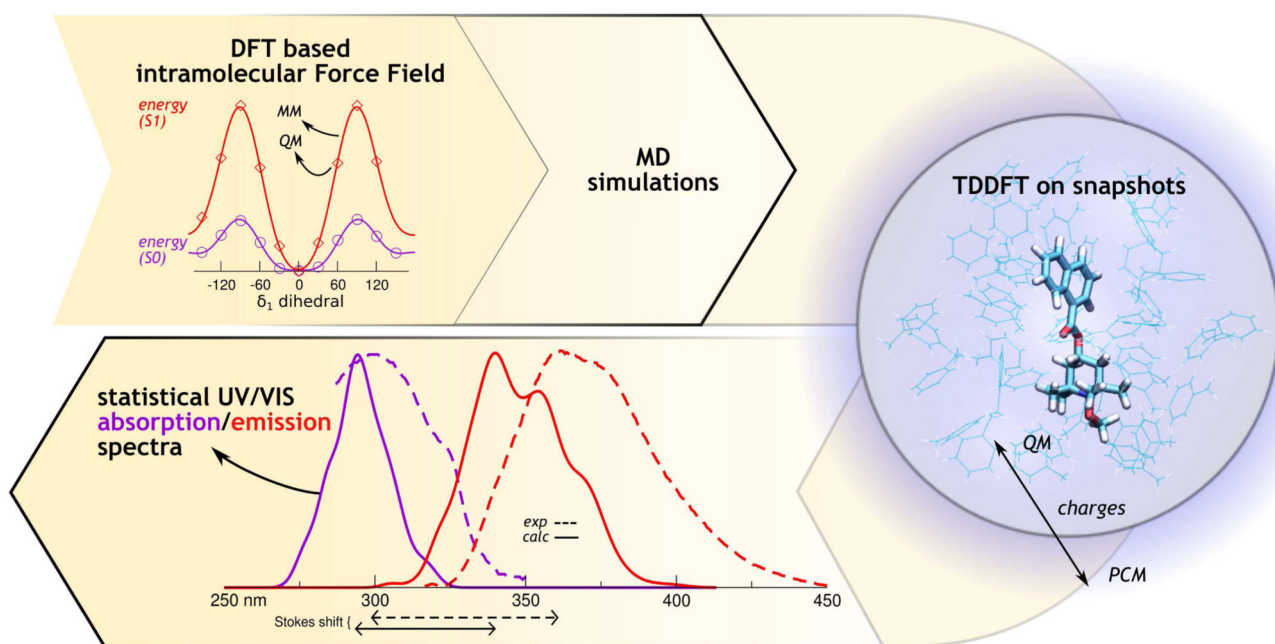 DFT based
intramolecular Force Field
energy
(S1)
MM
QM
energy
(S0)
-120 -60 0 60 120
δ1 dihedral
MD
simulations
TDDFT on snapshots
QM
charges
PCM
statistical UV/VIS
absorption/emission
spectra
exp
calc
250 nm 300 350 400 450
Stokes shift {